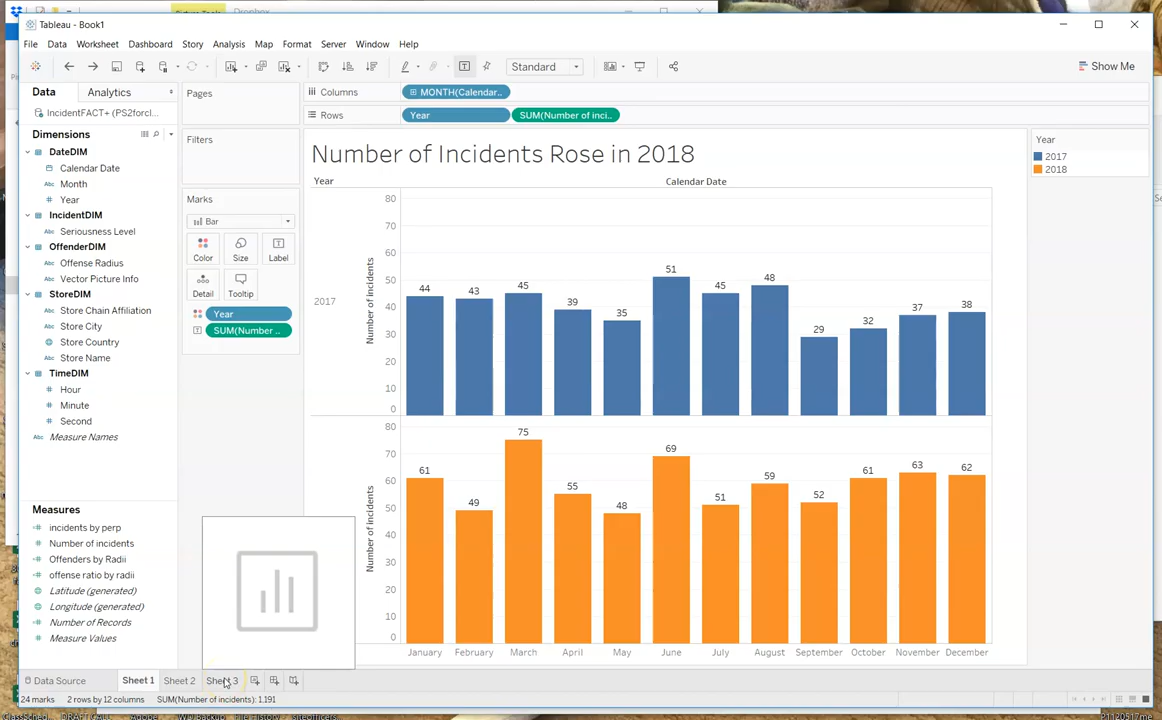 Tableau - Book1
File Data Worksheet Dashboard Story Analysis Map Format Server Window Help
Standard
Show Me
Data Analytics
IncidentFACT+ (PS2forcl...
Dimensions
DateDIM
Calendar Date
Abc Month
# Year
IncidentDIM
Abc Seriousness Level
OffenderDIM
Abc Offense Radius
Abc Vector Picture Info
StoreDIM
Abc Store Chain Affiliation
Abc Store City
Store Country
Abc Store Name
TimeDIM
# Hour
# Minute
# Second
Abc Measure Names
Measures
incidents by perp
Number of incidents
Offenders by Radii
offense ratio by radii
Latitude (generated)
Longitude (generated)
Number of Records
Measure Values
Pages
Filters
Marks
Bar
Color Size Label
Detail Tooltip
Year
SUM(Number ..
Columns MONTH(Calendar..
Rows Year SUM(Number of inci..
Number of Incidents Rose in 2018
Year Calendar Date
80
70
60
50
40
30
20
10
0
Number of incidents
2017
44 43 45 39 35 51 45 48 29 32 37 38
80
70
60
50
40
30
20
10
0
Number of incidents
61 49 75 55 48 69 51 59 52 61 63 62
January February March April May June July August September October November December
Year
2017
2018
Data Source Sheet 1 Sheet 2 Sheet 3
24 marks 2 rows by 12 columns SUM(Number of incidents): 1,191